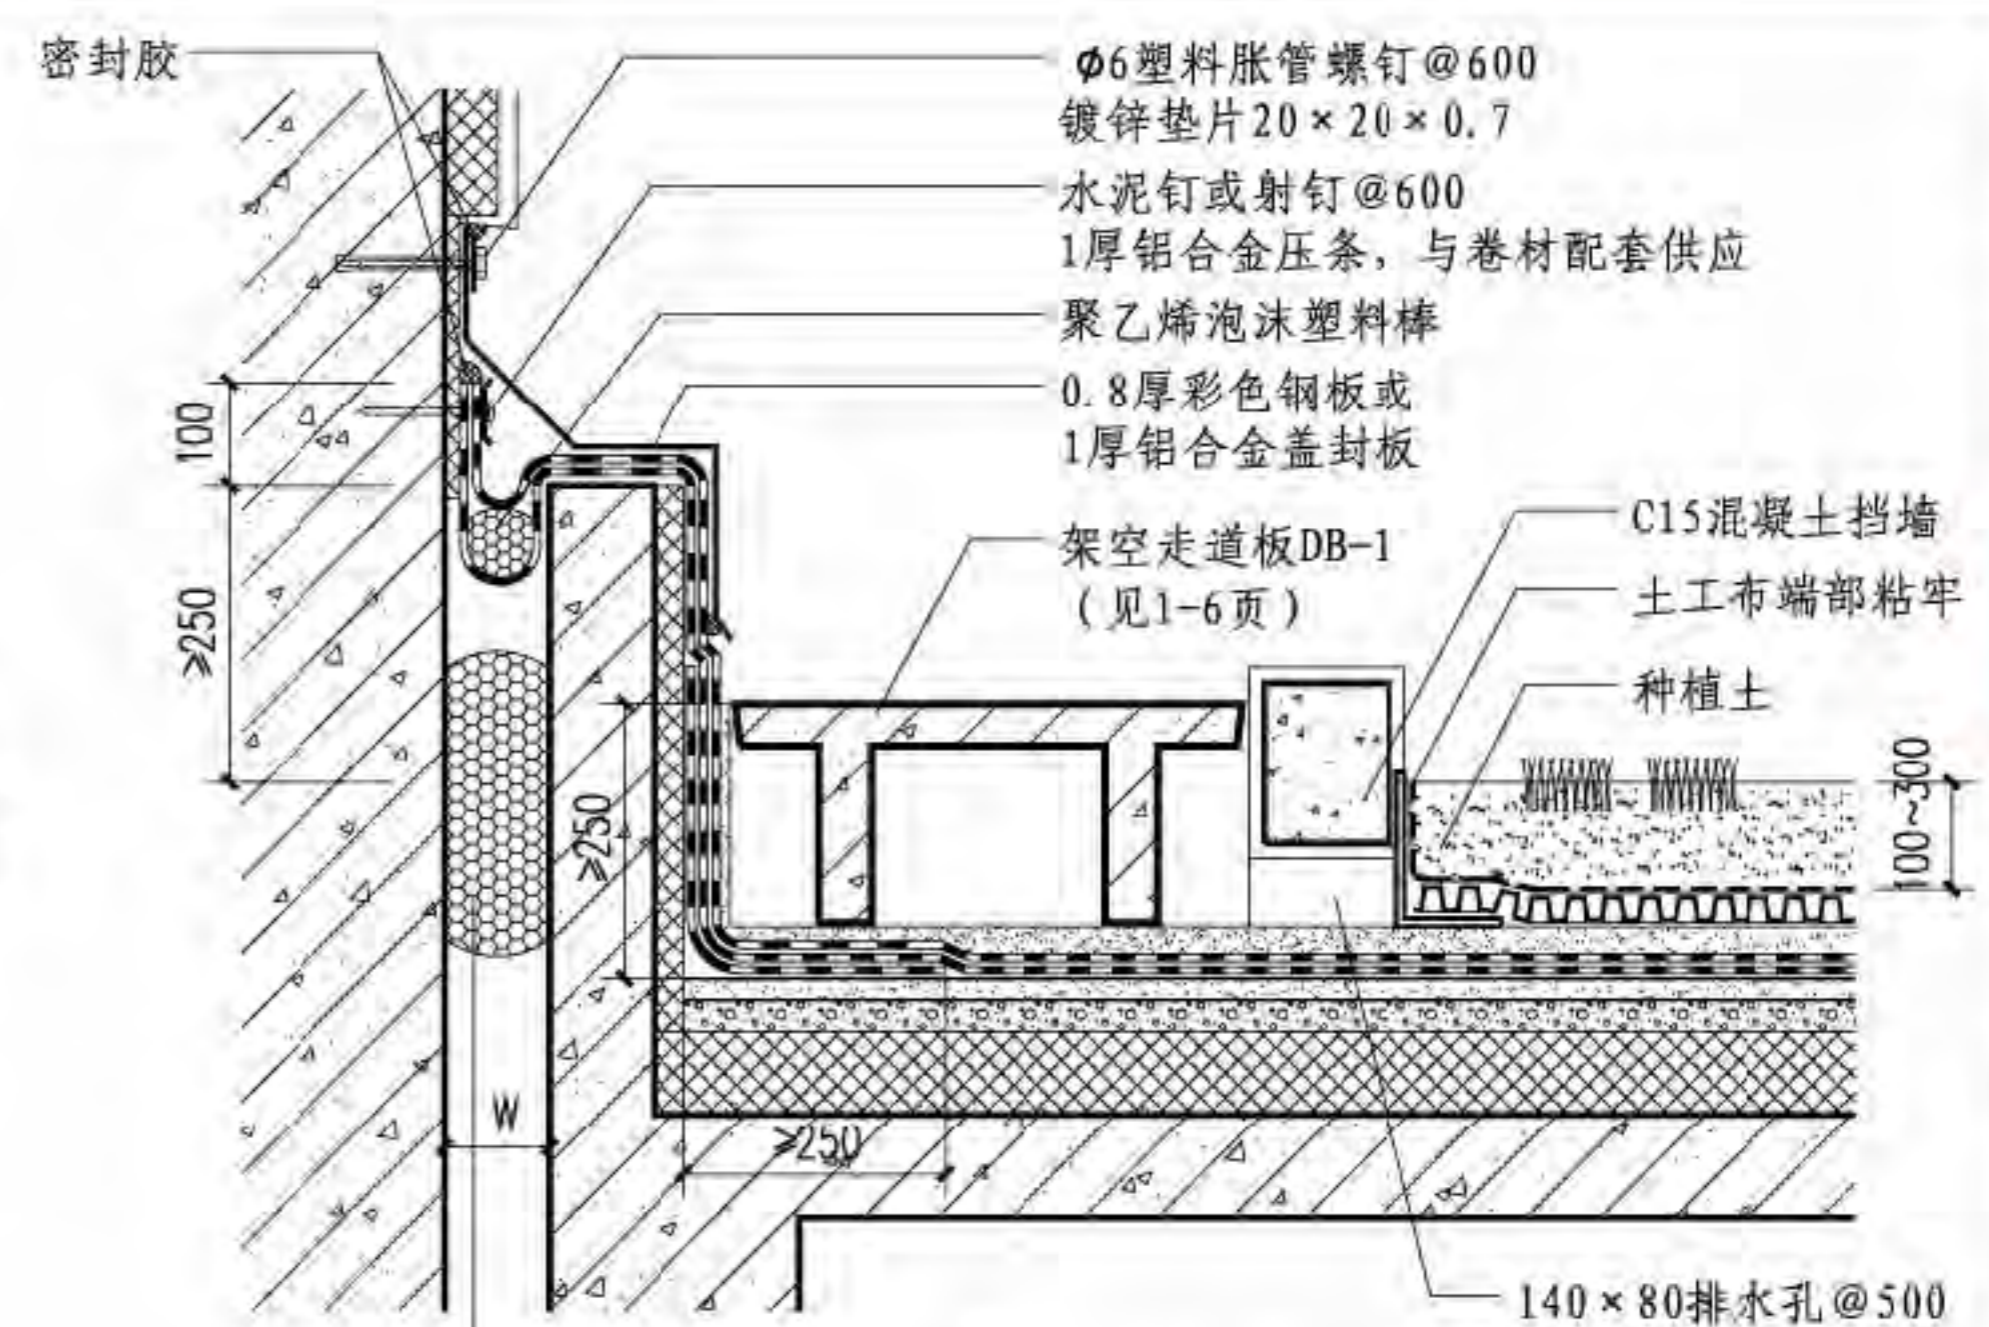 密封胶
ϕ6塑料胀管螺钉@600
镀锌垫片20×20×0.7
水泥钉或射钉@600
1厚铝合金压条，与卷材配套供应
聚乙烯泡沫塑料棒
0.8厚彩色钢板或
1厚铝合金盖封板
架空走道板DB-1
（见1-6页）
C15混凝土挡墙
土工布端部粘牢
种植土
100
≥250
≥250
100~300
W
≥250
140×80排水孔@500